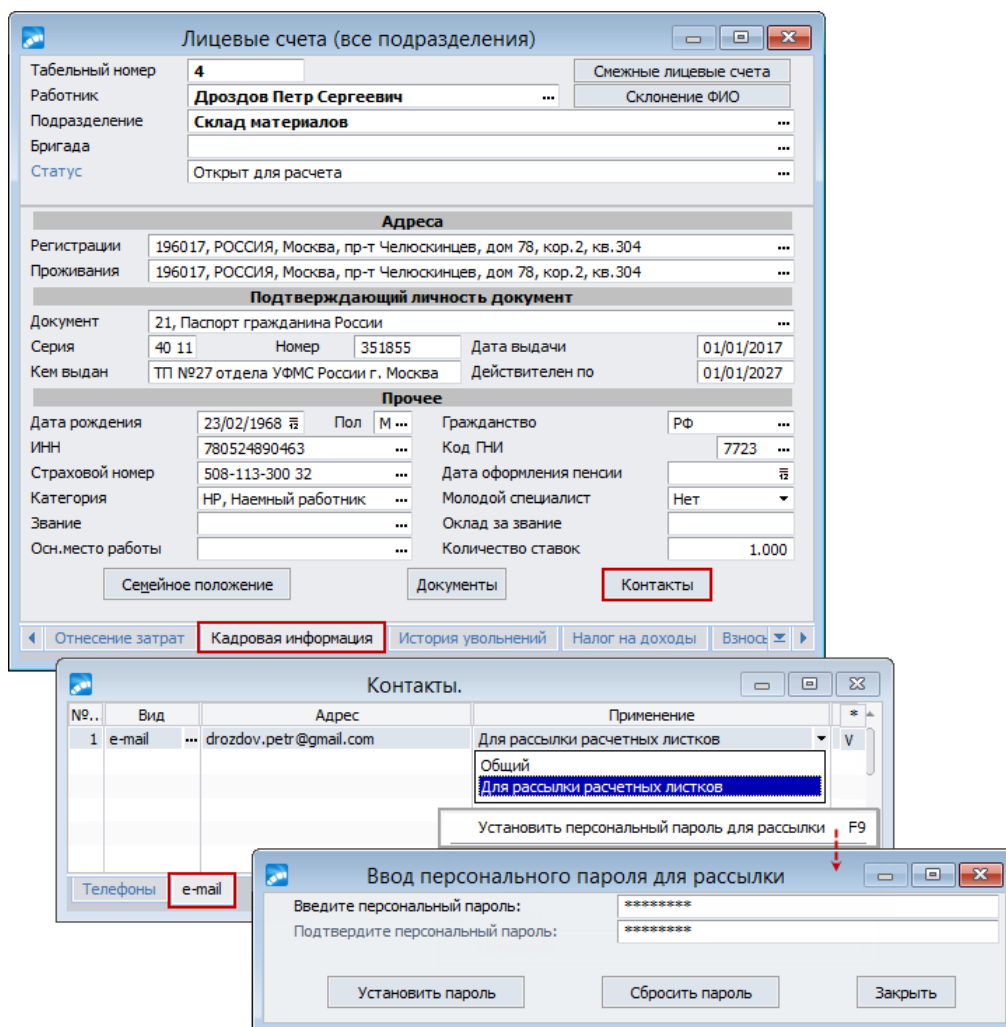 Лицевые счета (все подразделения)
Табельный номер 4 Смежные лицевые счета
Работник Дроздов Петр Сергеевич ... Склонение ФИО
Подразделение Склад материалов ...
Бригада ...
Статус Открыт для расчета ...
Адреса
Регистрации 196017, РОССИЯ, Москва, пр-т Челюскинцев, дом 78, кор.2, кв.304 ...
Проживания 196017, РОССИЯ, Москва, пр-т Челюскинцев, дом 78, кор.2, кв.304 ...
Подтверждающий личность документ
Документ 21, Паспорт гражданина России ...
Серия 40 11 Номер 351855 Дата выдачи 01/01/2017
Кем выдан ТП №27 отдела УФМС России г. Москва Действителен по 01/01/2027
Прочее
Дата рождения 23/02/1968 12 Пол М ... Гражданство РФ ...
ИНН 780524890463 ... Код ГНИ 7723 ...
Страховой номер 508-113-300 32 ... Дата оформления пенсии 12
Категория НР, Наемный работник ... Молодой специалист Нет
Звание ... Оклад за звание
Осн.место работы ... Количество ставок 1.000
Семейное положение Документы Контакты
Отнесение затрат Кадровая информация История увольнений Налог на доходы Взносы
Контакты.
№.. Вид Адрес Применение *
1 e-mail ... drozdov.petr@gmail.com Для рассылки расчетных листков V
Общий
Для рассылки расчетных листков
Установить персональный пароль для рассылки F9
Телефоны e-mail
Ввод персонального пароля для рассылки
Введите персональный пароль: ********
Подтвердите персональный пароль: ********
Установить пароль Сбросить пароль Закрыть